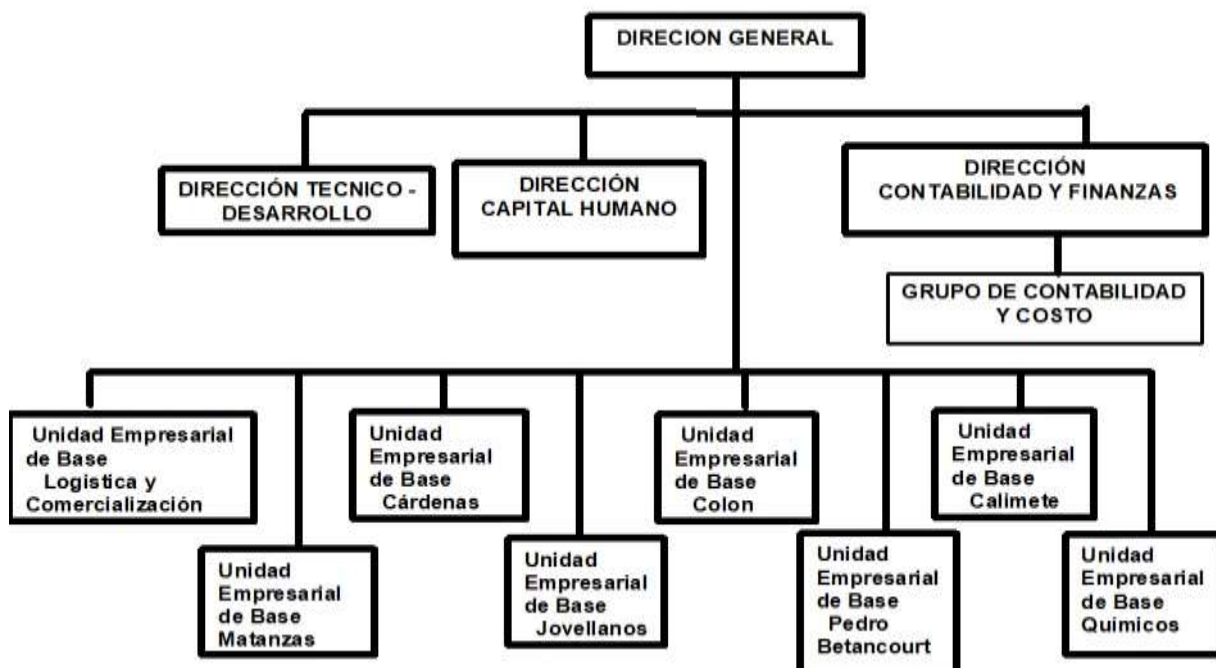 DIRECION GENERAL
DIRECCIÓN TECNICO -
DESARROLLO
DIRECCIÓN
CAPITAL HUMANO
DIRECCIÓN
CONTABILIDAD Y FINANZAS
GRUPO DE CONTABILIDAD
Y COSTO
Unidad Empresarial
de Base
Logistica y
Comercialización
Unidad
Empresarial
de Base
Matanzas
Unidad
Empresarial
de Base
Cárdenas
Unidad
Empresarial
de Base
Jovellanos
Unidad
Empresarial
de Base
Colon
Unidad
Empresarial
de Base
Pedro
Betancourt
Unidad
Empresarial
de Base
Calimete
Unidad
Empresarial
de Base
Quimicos